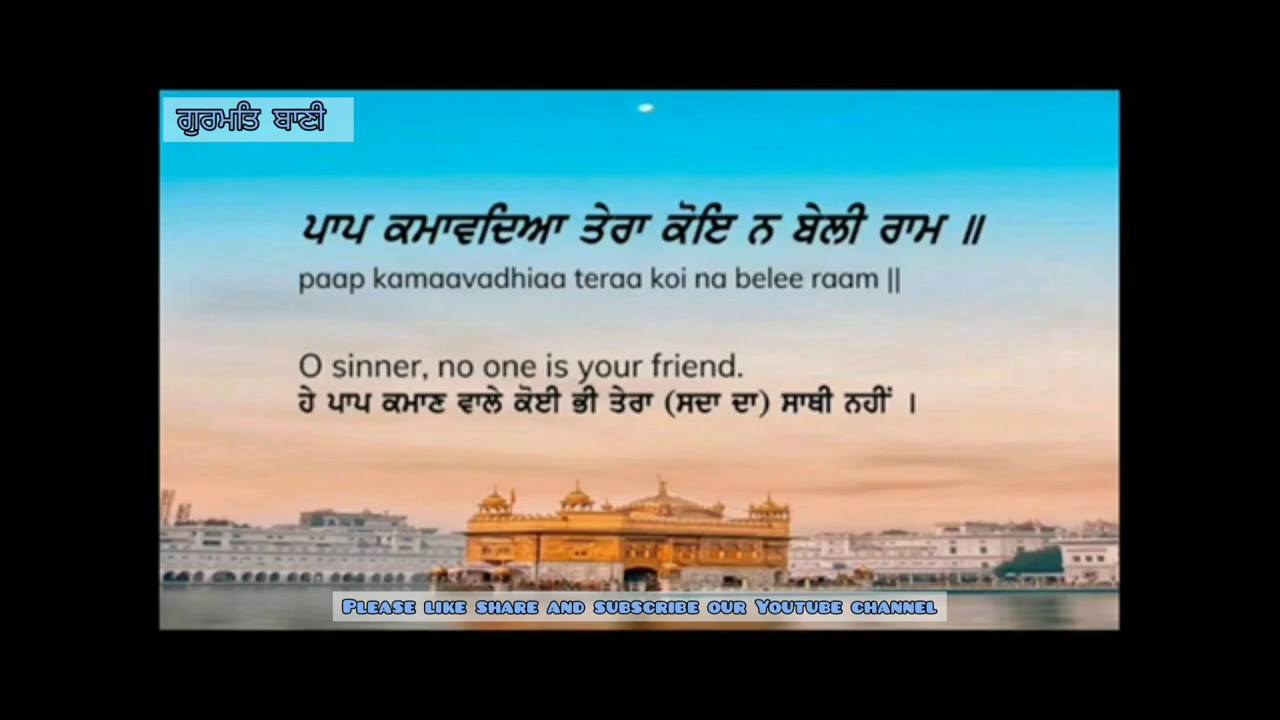 ਗੁਰਮਤਿ ਬਾਣੀ
ਪਾਪ ਕਮਾਵਦਿਆ ਤੇਰਾ ਕੋਇ ਨ ਬੇਲੀ ਰਾਮ ॥
paap kamaavadhiaa teraa koi na belee raam ||
O sinner, no one is your friend.
ਹੇ ਪਾਪ ਕਮਾਣ ਵਾਲੇ ਕੋਈ ਭੀ ਤੇਰਾ (ਸਦਾ ਦਾ) ਸਾਥੀ ਨਹੀਂ ।
Please like share and subscribe our Youtube channel